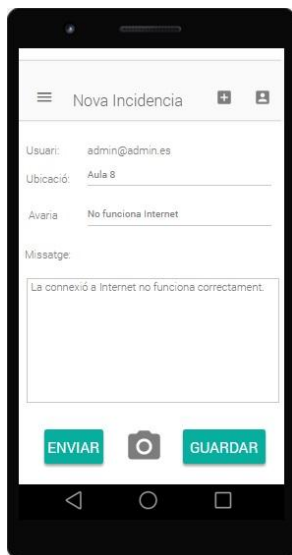 Nova Incidencia
Usuari: admin@admin.es
Ubicació: Aula 8
Avaria No funciona Internet
Missatge:
La connexió a Internet no funciona correctament.
ENVIAR GUARDAR